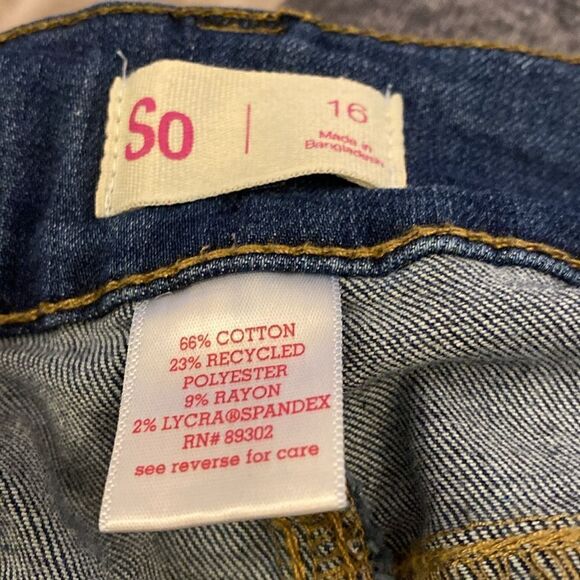 So | 16
Made in
Bangladesh
66% COTTON
23% RECYCLED
POLYESTER
9% RAYON
2% LYCRA®SPANDEX
RN# 89302
see reverse for care